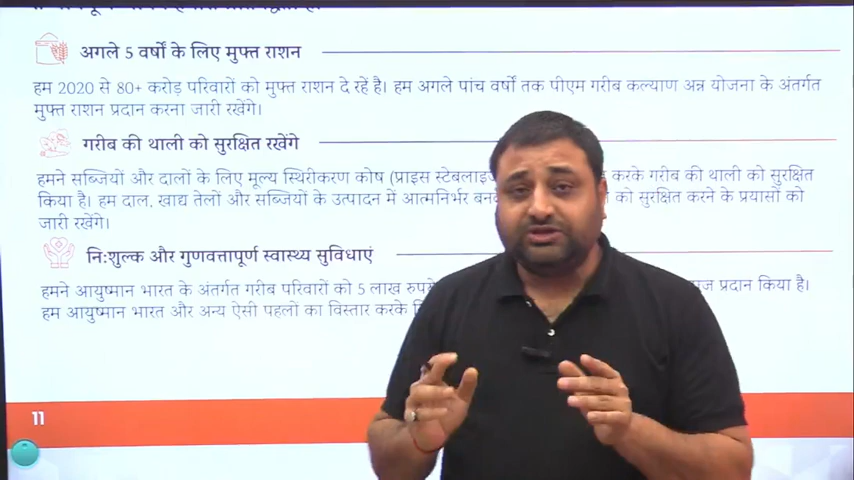 अगले 5 वर्षों के लिए मुफ्त राशन
हम 2020 से 80+ करोड़ परिवारों को मुफ्त राशन दे रहें है। हम अगले पांच वर्षों तक पीएम गरीब कल्याण अन्न योजना के अंतर्गत
मुफ्त राशन प्रदान करना जारी रखेंगे।
गरीब की थाली को सुरक्षित रखेंगे
हमने सब्जियों और दालों के लिए मूल्य स्थिरीकरण कोष (प्राइस करके गरीब की थाली को सुरक्षित
किया है। हम दाल, खाद्य तेलों और सब्जियों के उत्पादन में आत्मनिर्भर को सुरक्षित करने के प्रयासों को
जारी रखेंगे।
नि:शुल्क और गुणवत्तापूर्ण स्वास्थ्य सुविधाएं
हमने आयुष्मान भारत के अंतर्गत गरीब परिवारों को 5 लाख प्रदान किया है।
हम आयुष्मान भारत और अन्य ऐसी पहलों का विस्तार करके
11